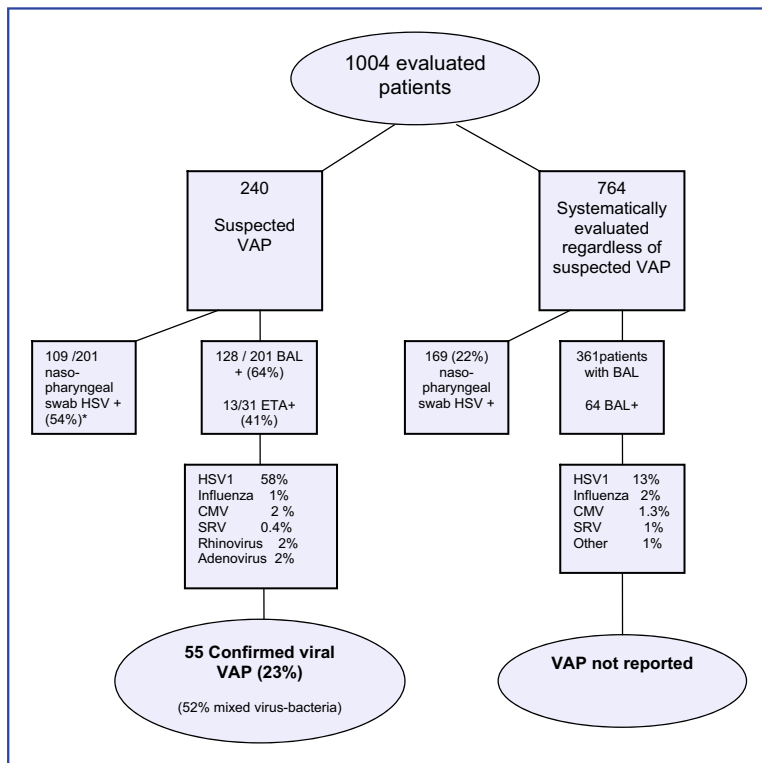 1004 evaluated
patients
240
Suspected
VAP
764
Systematically
evaluated
regardless of
suspected VAP
109 /201
naso-
pharyngeal
swab HSV +
(54%)*
128 / 201 BAL
+ (64%)
13/31 ETA+
(41%)
169 (22%)
naso-
pharyngeal
swab HSV +
361patients
with BAL
64 BAL+
HSV1 58%
Influenza 1%
CMV 2 %
SRV 0.4%
Rhinovirus 2%
Adenovirus 2%
HSV1 13%
Influenza 2%
CMV 1.3%
SRV 1%
Other 1%
55 Confirmed viral
VAP (23%)
(52% mixed virus-bacteria)
VAP not reported